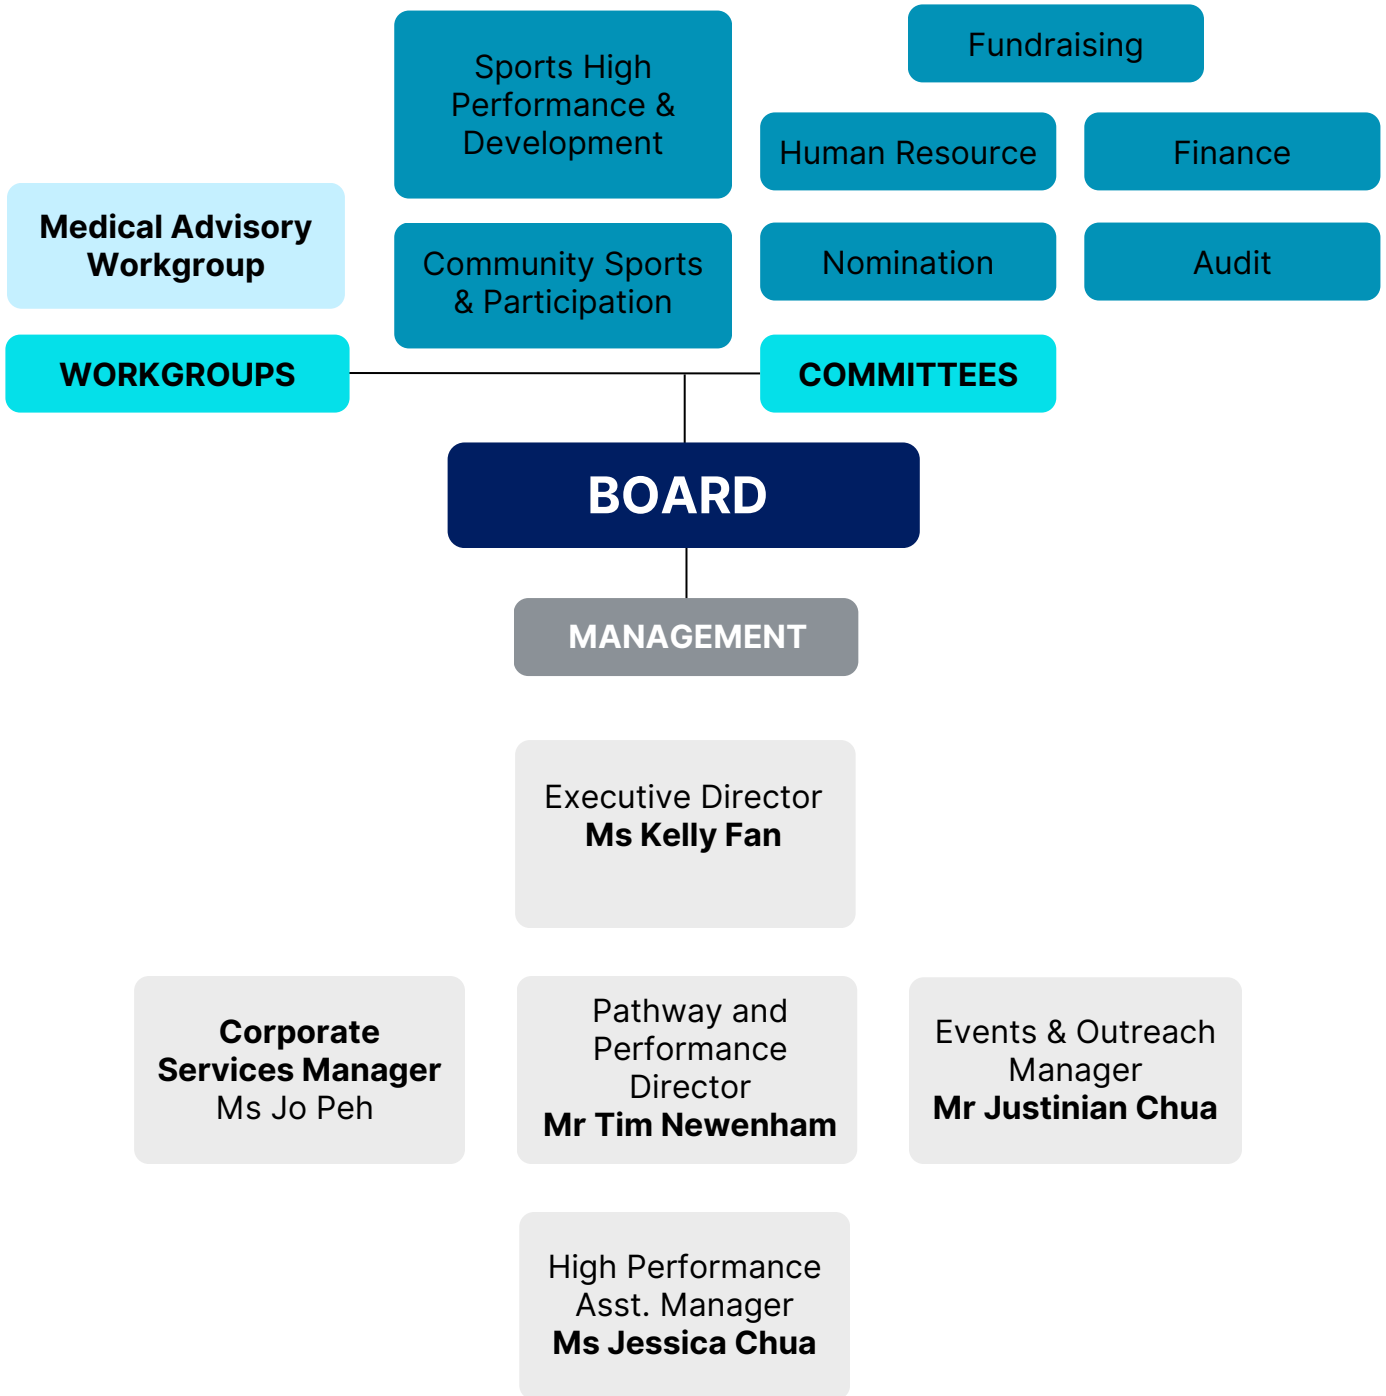 Fundraising
Sports High
Performance &
Development
Human Resource
Finance
Medical Advisory
Workgroup
Community Sports
& Participation
Nomination
Audit
WORKGROUPS
COMMITTEES
BOARD
MANAGEMENT
Executive Director
Ms Kelly Fan
Corporate
Services Manager
Ms Jo Peh
Pathway and
Performance
Director
Mr Tim Newenham
Events & Outreach
Manager
Mr Justinian Chua
High Performance
Asst. Manager
Ms Jessica Chua